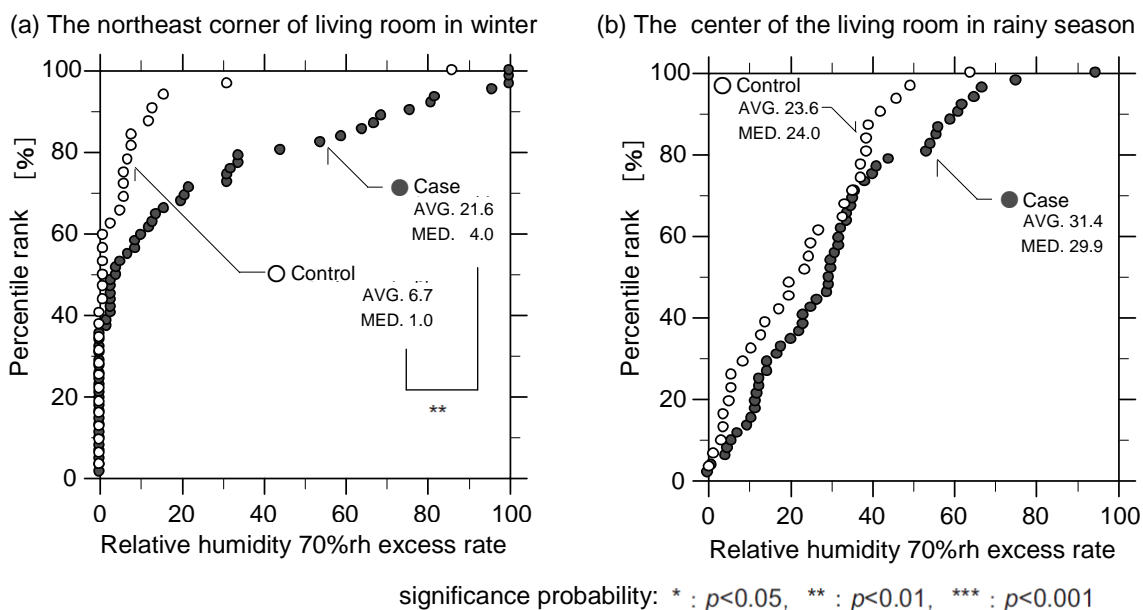 (a) The northeast corner of living room in winter
100
80
60
40
20
0
Percentile rank [%]
0 20 40 60 80 100
Relative humidity 70%rh excess rate
Case
AVG. 21.6
MED. 4.0
Control
AVG. 6.7
MED. 1.0
**
(b) The center of the living room in rainy season
100
80
60
40
20
0
Percentile rank [%]
0 20 40 60 80 100
Relative humidity 70%rh excess rate
Control
AVG. 23.6
MED. 24.0
Case
AVG. 31.4
MED. 29.9
significance probability: * : p<0.05, ** : p<0.01, *** : p<0.001